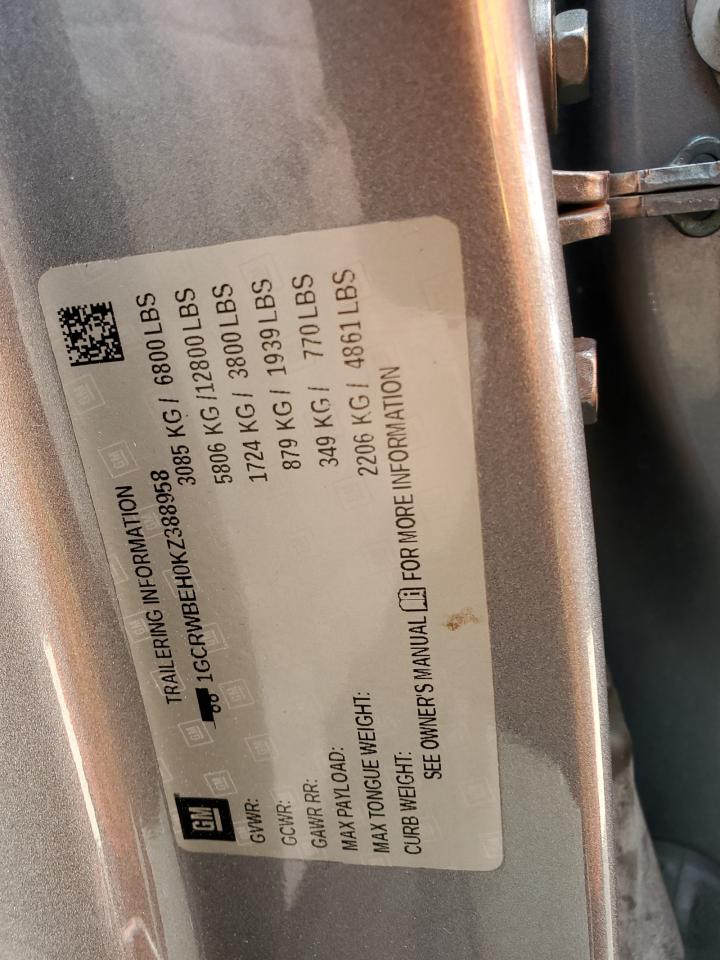 GM
TRAILERING INFORMATION
1GCRWBEH0KZ388958
GVWR: 3085 KG / 6800 LBS
GCWR: 5806 KG /12800 LBS
GAWR RR: 1724 KG / 3800 LBS
MAX PAYLOAD: 879 KG / 1939 LBS
MAX TONGUE WEIGHT: 349 KG / 770 LBS
CURB WEIGHT: 2206 KG / 4861 LBS
SEE OWNER'S MANUAL FOR MORE INFORMATION